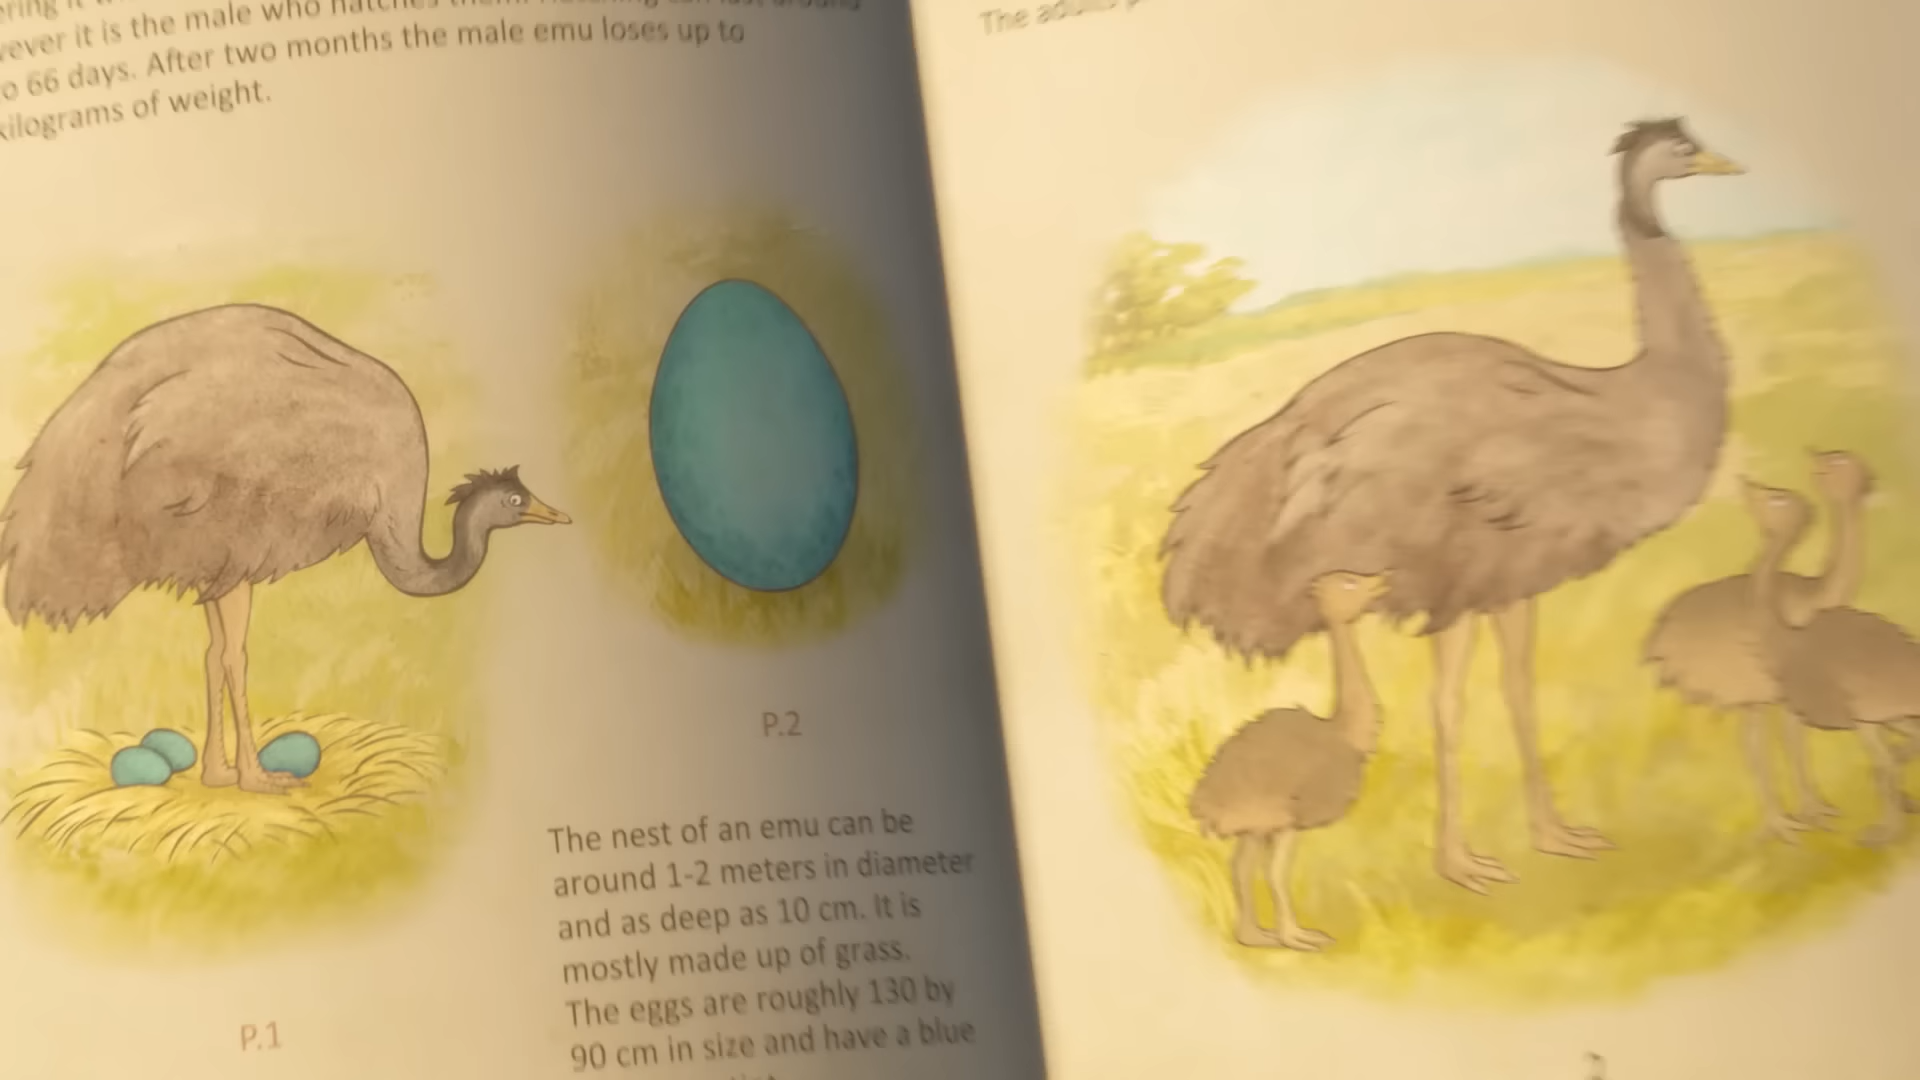 it is the male who
66 days. After two months the male emu loses up to
kilograms of weight.
P.1
P.2
The nest of an emu can be
around 1-2 meters in diameter
and as deep as 10 cm. It is
mostly made up of grass.
The eggs are roughly 130 by
90 cm in size and have a blue
The